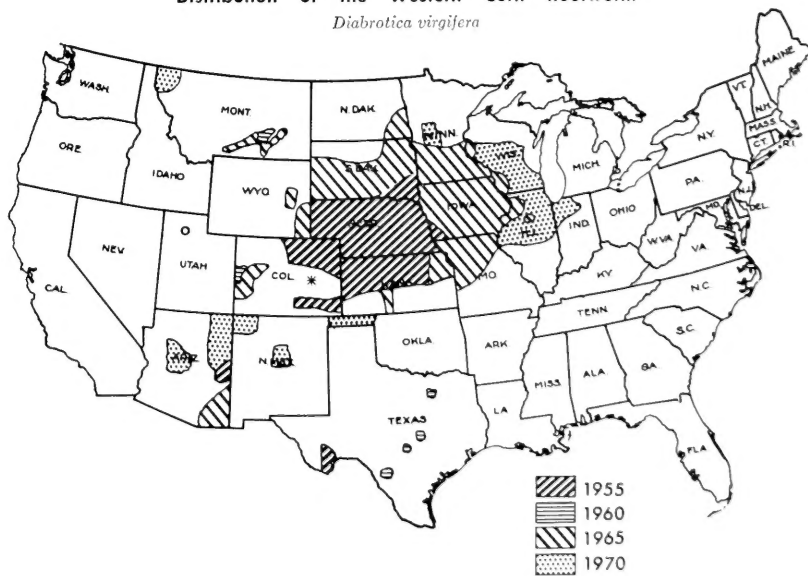 Distribution of the Western Corn Rootworm
Diabrotica virgifera
WASH.
MONT.
N. DAK.
MINN.
MAINE
VT.
N.H.
MASS.
CT.
R.I.
N.Y.
ORE.
IDAHO
WYO.
S. DAK.
WIS.
MICH.
PA.
N.J.
DEL.
MD.
NEV.
UTAH
COL.
NEBR.
IOWA
ILL.
IND.
OHIO
W.VA.
VA.
CAL.
MO.
KY.
TENN.
N.C.
S.C.
ARIZ.
N. MEX.
OKLA.
ARK.
MISS.
ALA.
GA.
TEXAS
LA.
FLA.
1955
1960
1965
1970